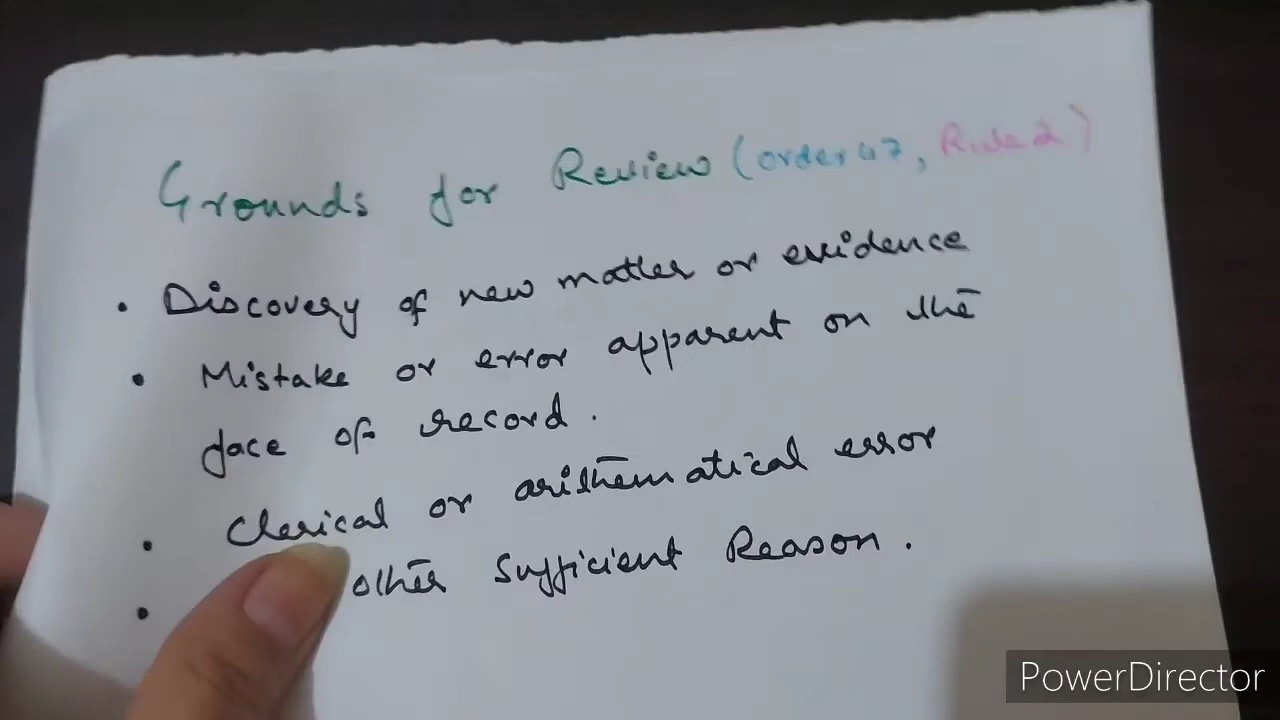 Grounds for Review (order 47, Rule 2)
• Discovery of new matter or evidence
• Mistake or error apparent on the
face of record.
• Clerical or arithematical error
• other Sufficient Reason.
PowerDirector